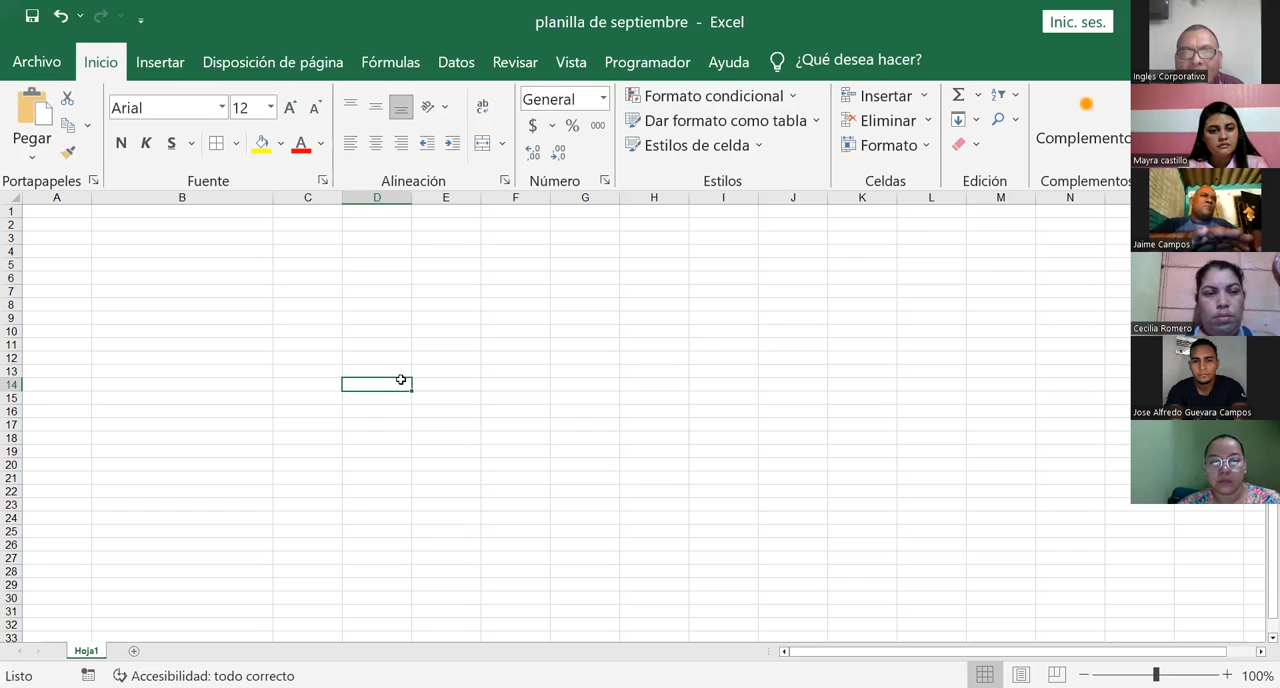 planilla de septiembre - Excel
Inic. ses.
Archivo Inicio Insertar Disposición de página Fórmulas Datos Revisar Vista Programador Ayuda ¿Qué desea hacer?
Pegar
Arial 12
N K S A
ab
General
$ % 000
Formato condicional
Dar formato como tabla
Estilos de celda
Insertar
Eliminar
Formato
Complemento
Portapapeles Fuente Alineación Número Estilos Celdas Edición Complementos
A B C D E F G H I J K L M N
1
2
3
4
5
6
7
8
9
10
11
12
13
14
15
16
17
18
19
20
21
22
23
24
25
26
27
28
29
30
31
32
33
Hoja1
Listo Accesibilidad: todo correcto 100%
Ingles Corporativo
Mayra castillo
Jaime Campos
Cecilia Romero
Jose Alfredo Guevara Campos